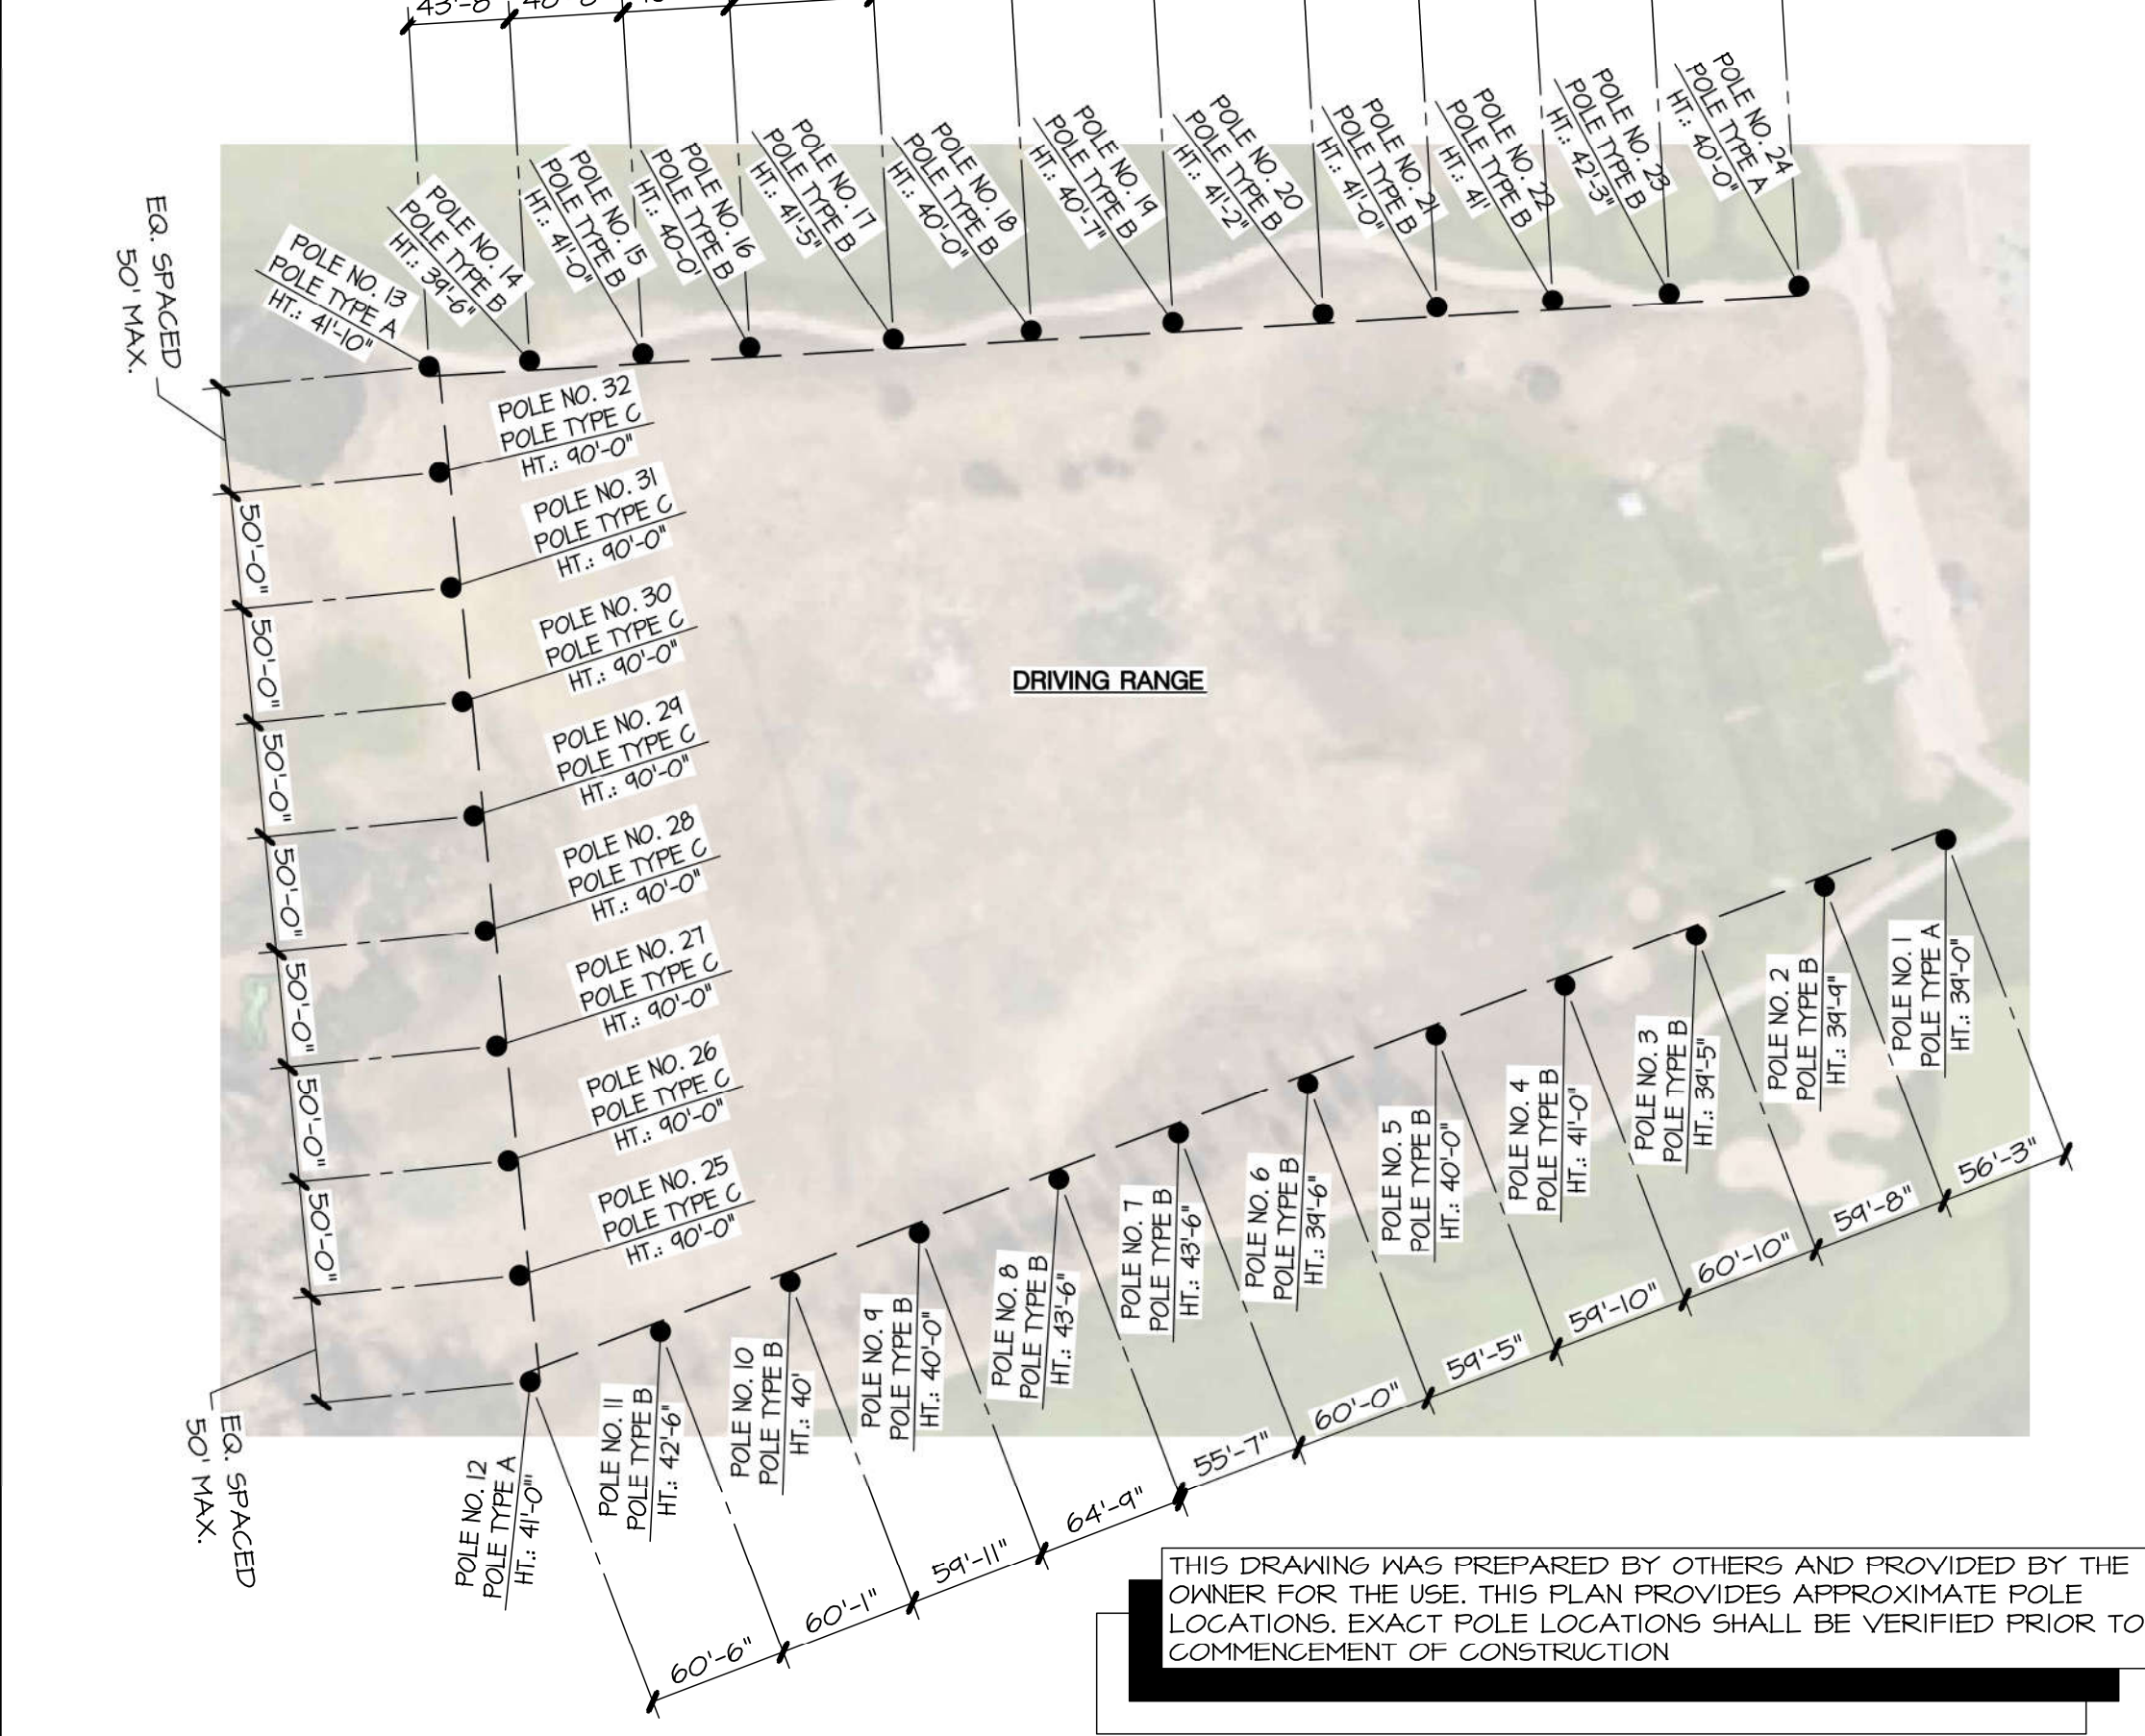 43'-8"
POLE NO. 13
POLE TYPE A
HT.: 41'-10"
POLE NO. 14
POLE TYPE B
HT.: 39'-6"
POLE NO. 15
POLE TYPE B
HT.: 41'-0"
POLE NO. 16
POLE TYPE B
HT.: 40-0'
POLE NO. 17
POLE TYPE B
HT.: 41'-5"
POLE NO. 18
POLE TYPE B
HT.: 40'-0"
POLE NO. 19
POLE TYPE B
HT.: 40'-7"
POLE NO. 20
POLE TYPE B
HT.: 41'-2"
POLE NO. 21
POLE TYPE B
HT.: 41'-0"
POLE NO. 22
POLE TYPE B
HT.: 41'
POLE NO. 23
POLE TYPE B
HT.: 42'-3"
POLE NO. 24
POLE TYPE A
HT.: 40'-0"
EQ. SPACED
50' MAX.
POLE NO. 32
POLE TYPE C
HT.: 90'-0"
POLE NO. 31
POLE TYPE C
HT.: 90'-0"
POLE NO. 30
POLE TYPE C
HT.: 90'-0"
POLE NO. 29
POLE TYPE C
HT.: 90'-0"
POLE NO. 28
POLE TYPE C
HT.: 90'-0"
POLE NO. 27
POLE TYPE C
HT.: 90'-0"
POLE NO. 26
POLE TYPE C
HT.: 90'-0"
POLE NO. 25
POLE TYPE C
HT.: 90'-0"
50'-0"
50'-0"
50'-0"
50'-0"
50'-0"
50'-0"
50'-0"
EQ. SPACED
50' MAX.
DRIVING RANGE
POLE NO. 12
POLE TYPE A
HT.: 41'-0"'
POLE NO. 11
POLE TYPE B
HT.: 42'-6"
POLE NO. 10
POLE TYPE B
HT.: 40'
POLE NO. 9
POLE TYPE B
HT.: 40'-0"
POLE NO. 8
POLE TYPE B
HT.: 43'-6"
POLE NO. 7
POLE TYPE B
HT.: 43'-6"
POLE NO. 6
POLE TYPE B
HT.: 39'-6"
POLE NO. 5
POLE TYPE B
HT.: 40'-0"
POLE NO. 4
POLE TYPE B
HT.: 41'-0"
POLE NO. 3
POLE TYPE B
HT.: 39'-5"
POLE NO. 2
POLE TYPE B
HT.: 39'-9"
POLE NO. 1
POLE TYPE A
HT.: 39'-0"
60'-6"
60'-1"
59'-11"
64'-9"
55'-7"
60'-0"
59'-5"
59'-10"
60'-10"
59'-8"
56'-3"
THIS DRAWING WAS PREPARED BY OTHERS AND PROVIDED BY THE
OWNER FOR THE USE. THIS PLAN PROVIDES APPROXIMATE POLE
LOCATIONS. EXACT POLE LOCATIONS SHALL BE VERIFIED PRIOR TO
COMMENCEMENT OF CONSTRUCTION